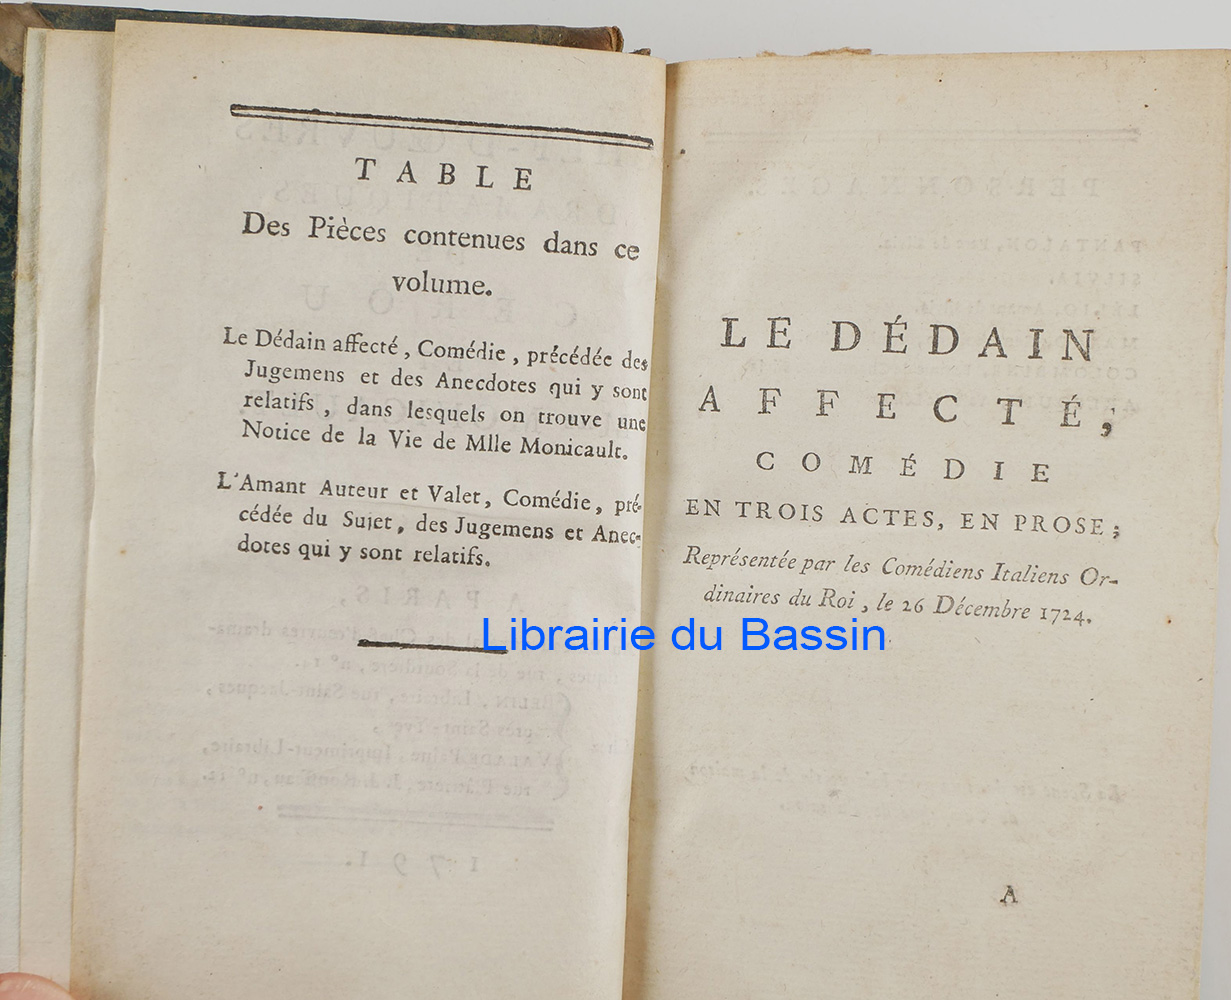 TABLE
Des Pièces contenues dans ce
volume.
Le Dédain affecté, Comédie, précédée des
Jugemens et des Anecdotes qui y sont
relatifs, dans lesquels on trouve une
Notice de la Vie de Mlle Monicault.
L'Amant Auteur et Valet, Comédie, pré-
cédée du Sujet, des Jugemens et Anec-
dotes qui y sont relatifs.
LE DÉDAIN
AFFECTÉ;
COMÉDIE
EN TROIS ACTES, EN PROSE;
Représentée par les Comédiens Italiens Or-
dinaires du Roi, le 26 Décembre 1724.
A
Librairie du Bassin